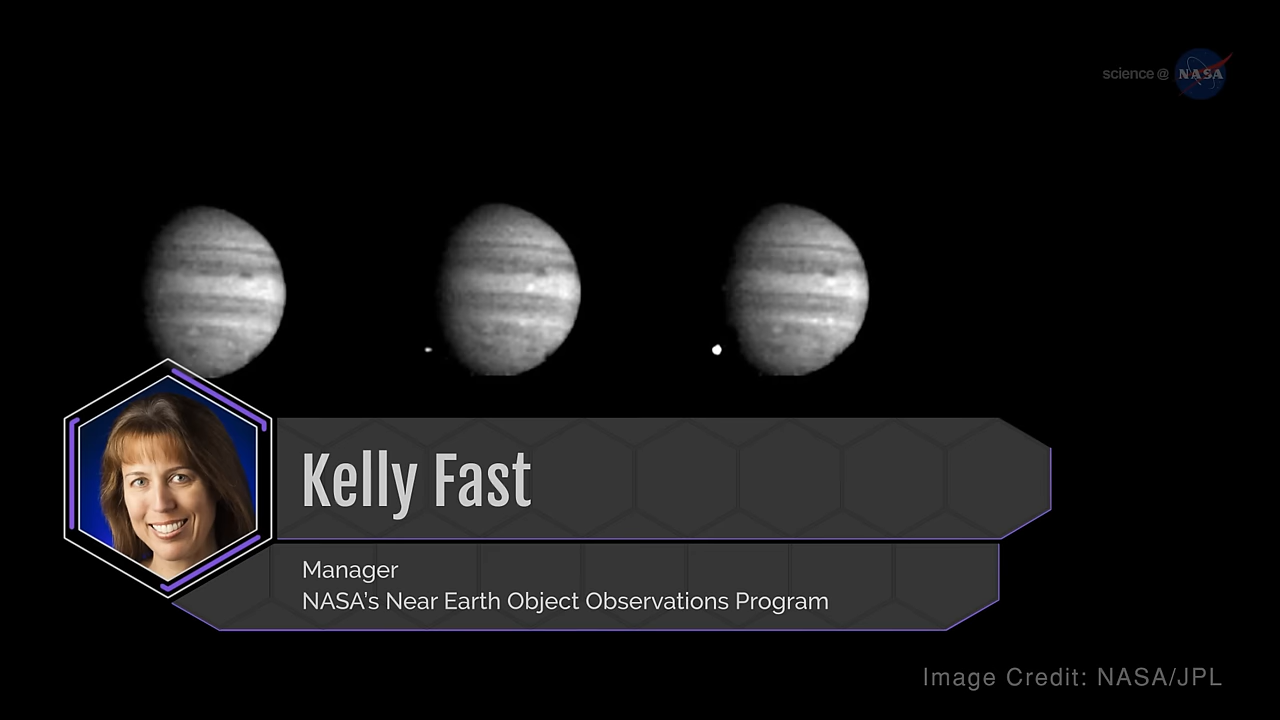 science@ NASA
Kelly Fast
Manager
NASA's Near Earth Object Observations Program
Image Credit: NASA/JPL